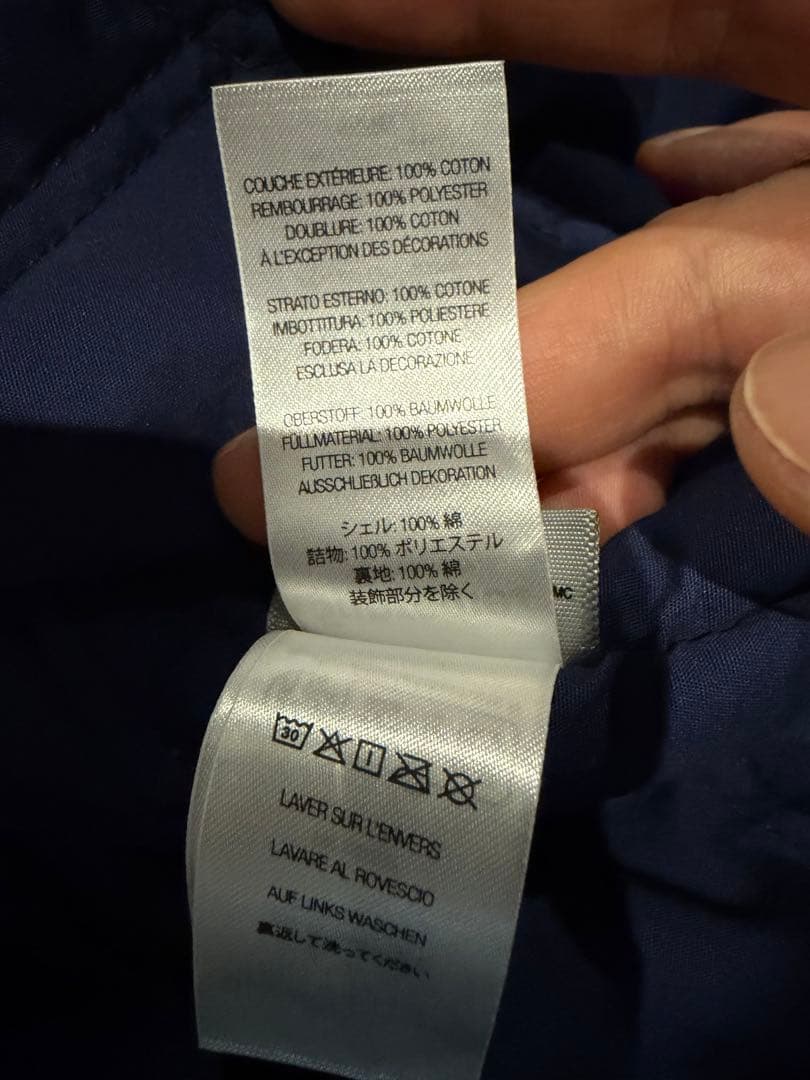 COUCHE EXTÉRIEURE: 100% COTON
REMBOURRAGE: 100% POLYESTER
DOUBLURE: 100% COTON
À L'EXCEPTION DES DÉCORATIONS
STRATO ESTERNO: 100% COTONE
IMBOTTITURA: 100% POLIESTERE
FODERA: 100% COTONE
ESCLUSA LA DECORAZIONE
OBERSTOFF: 100% BAUMWOLLE
FÜLLMATERIAL: 100% POLYESTER
FUTTER: 100% BAUMWOLLE
AUSSCHLIEßLICH DEKORATION
シェル: 100% 綿
詰物: 100% ポリエステル
裏地: 100% 綿
装飾部分を除く
MC
30
LAVER SUR L'ENVERS
LAVARE AL ROVESCIO
AUF LINKS WASCHEN
裏返して洗ってください